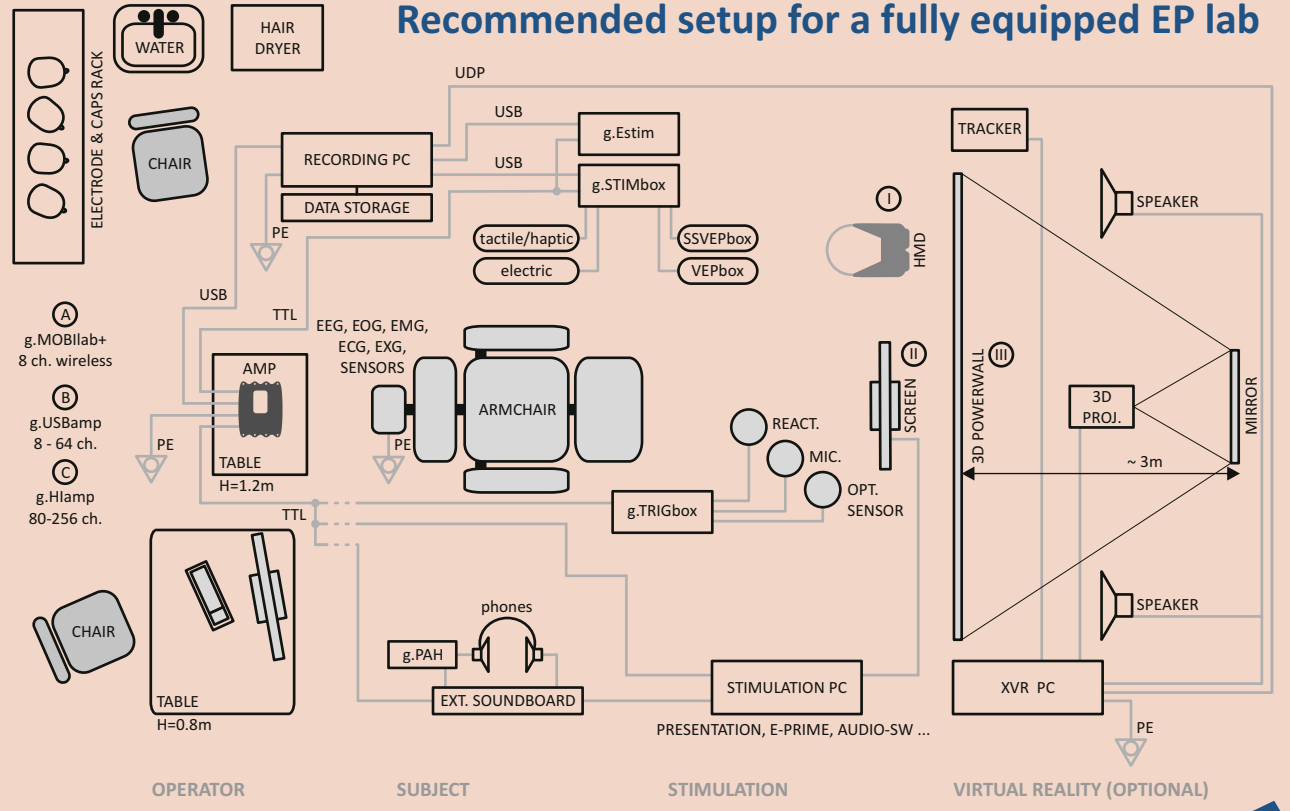 Recommended setup for a fully equipped EP lab
ELECTRODE & CAPS RACK
WATER
HAIR
DRYER
CHAIR
RECORDING PC
DATA STORAGE
PE
UDP
USB
USB
g.Estim
g.STIMbox
tactile/haptic
electric
SSVEPbox
VEPbox
I
HMD
TRACKER
SPEAKER
USB
TTL
A
g.MOBIlab+
8 ch. wireless
B
g.USBamp
8 - 64 ch.
C
g.HIamp
80-256 ch.
AMP
TABLE
H=1.2m
PE
EEG, EOG, EMG,
ECG, EXG,
SENSORS
ARMCHAIR
PE
REACT.
MIC.
OPT.
SENSOR
g.TRIGbox
II
SCREEN
III
3D POWERWALL
3D
PROJ.
MIRROR
~ 3m
TTL
CHAIR
TABLE
H=0.8m
phones
g.PAH
EXT. SOUNDBOARD
STIMULATION PC
PRESENTATION, E-PRIME, AUDIO-SW ...
SPEAKER
XVR PC
PE
OPERATOR
SUBJECT
STIMULATION
VIRTUAL REALITY (OPTIONAL)